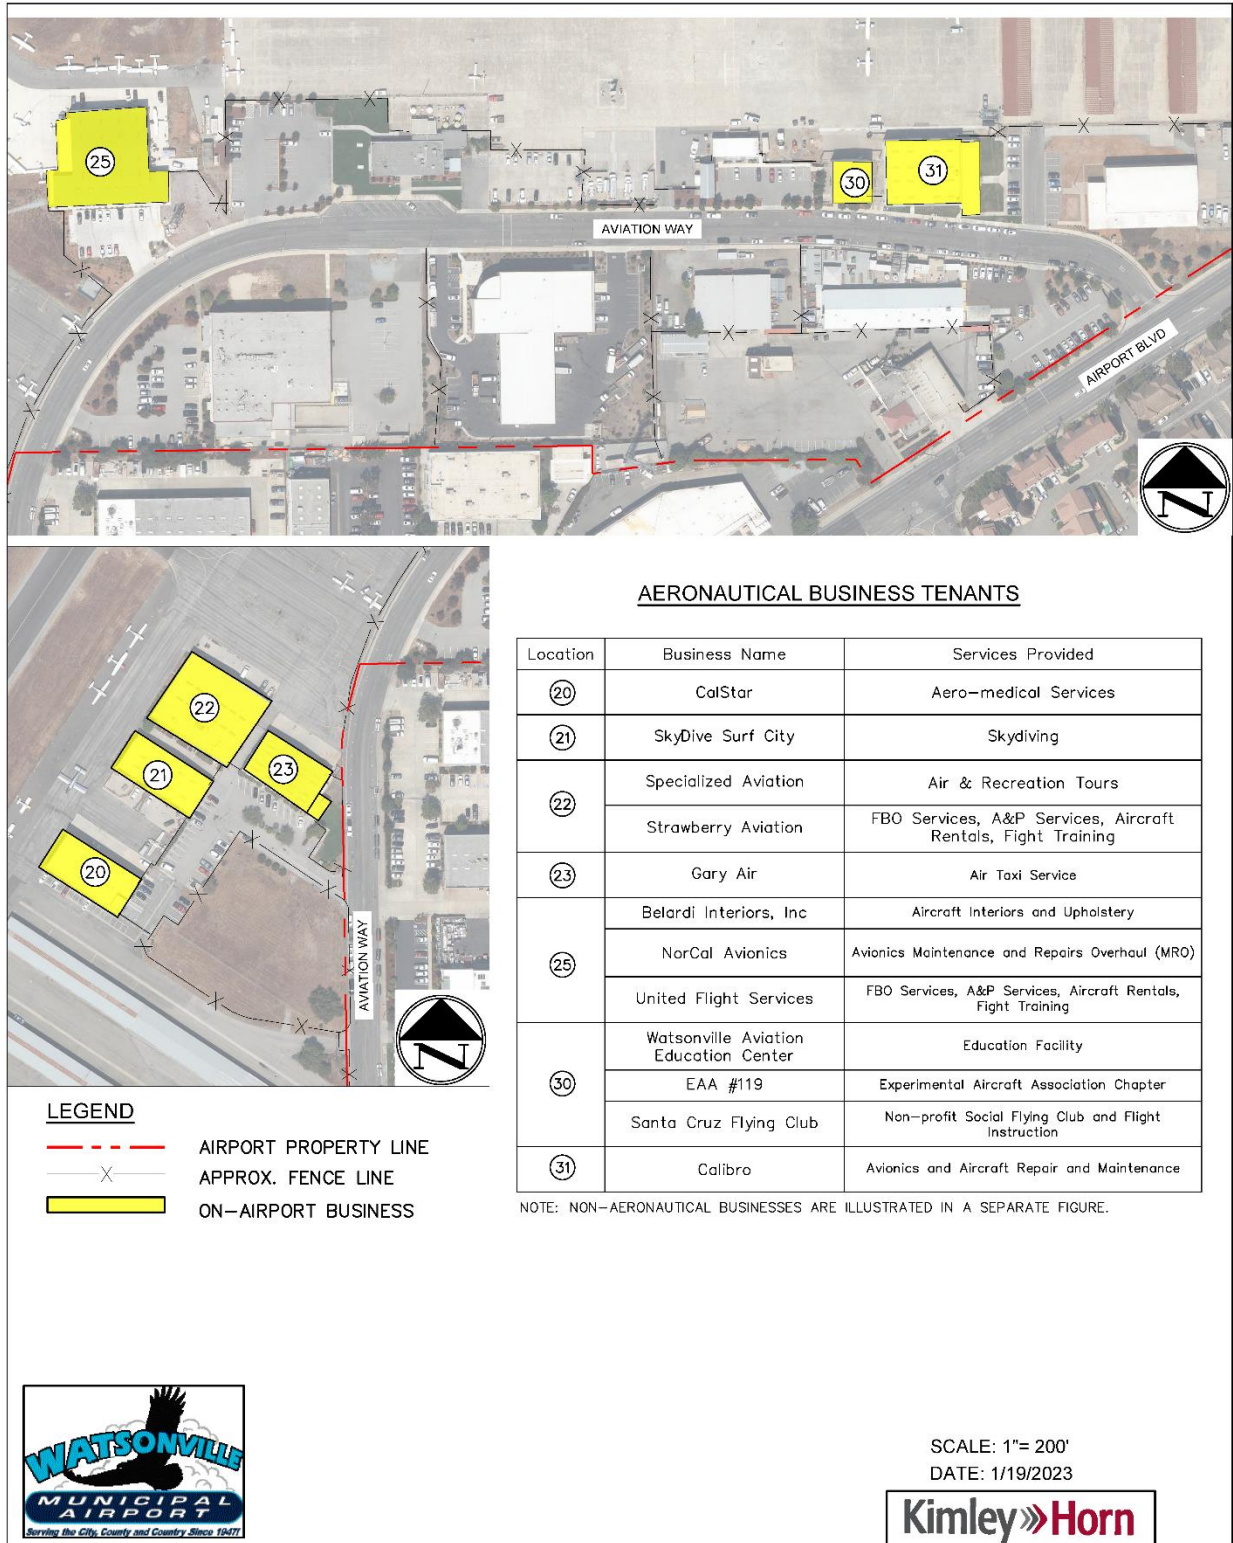 25
30
31
AVIATION WAY
AIRPORT BLVD
N
22
21
23
20
AVIATION WAY
N
AERONAUTICAL BUSINESS TENANTS
Location Business Name Services Provided
20 CalStar Aero-medical Services
21 SkyDive Surf City Skydiving
22 Specialized Aviation Air & Recreation Tours
Strawberry Aviation FBO Services, A&P Services, Aircraft
Rentals, Fight Training
23 Gary Air Air Taxi Service
25 Belardi Interiors, Inc Aircraft Interiors and Upholstery
NorCal Avionics Avionics Maintenance and Repairs Overhaul (MRO)
United Flight Services FBO Services, A&P Services, Aircraft Rentals,
Fight Training
30 Watsonville Aviation
Education Center Education Facility
EAA #119 Experimental Aircraft Association Chapter
Santa Cruz Flying Club Non-profit Social Flying Club and Flight
Instruction
31 Calibro Avionics and Aircraft Repair and Maintenance
NOTE: NON-AERONAUTICAL BUSINESSES ARE ILLUSTRATED IN A SEPARATE FIGURE.
LEGEND
AIRPORT PROPERTY LINE
X APPROX. FENCE LINE
ON-AIRPORT BUSINESS
WATSONVILLE
MUNICIPAL
AIRPORT
Serving the City, County and Country Since 1947!
SCALE: 1"= 200'
DATE: 1/19/2023
Kimley»Horn